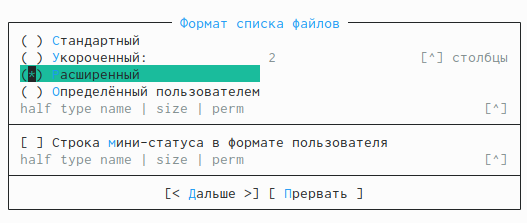 Формат списка файлов
( ) Стандартный
( ) Укороченный: 2 [^] столбцы
(*) Расширенный
( ) Определённый пользователем
half type name | size | perm [^]
[ ] Строка мини-статуса в формате пользователя
half type name | size | perm [^]
[< Дальше >] [ Прервать ]